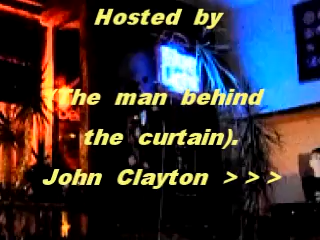 Hosted by
(The man behind
the curtain).
John Clayton >>>